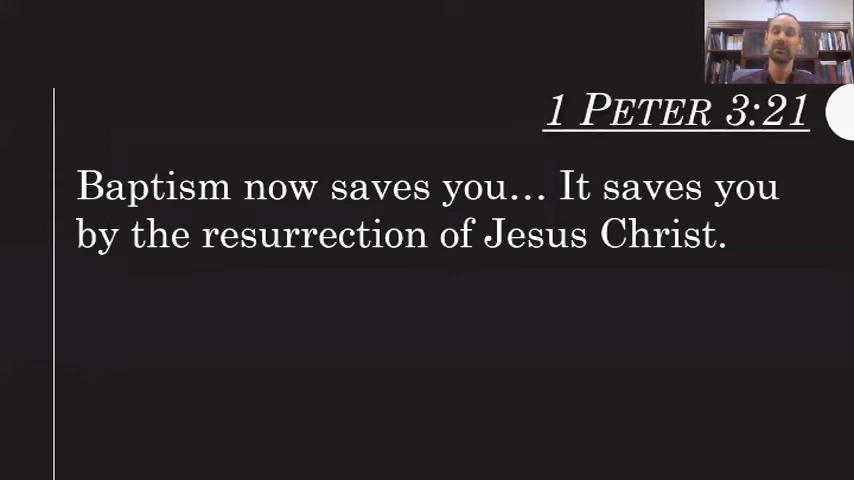 1 PETER 3:21
Baptism now saves you... It saves you
by the resurrection of Jesus Christ.